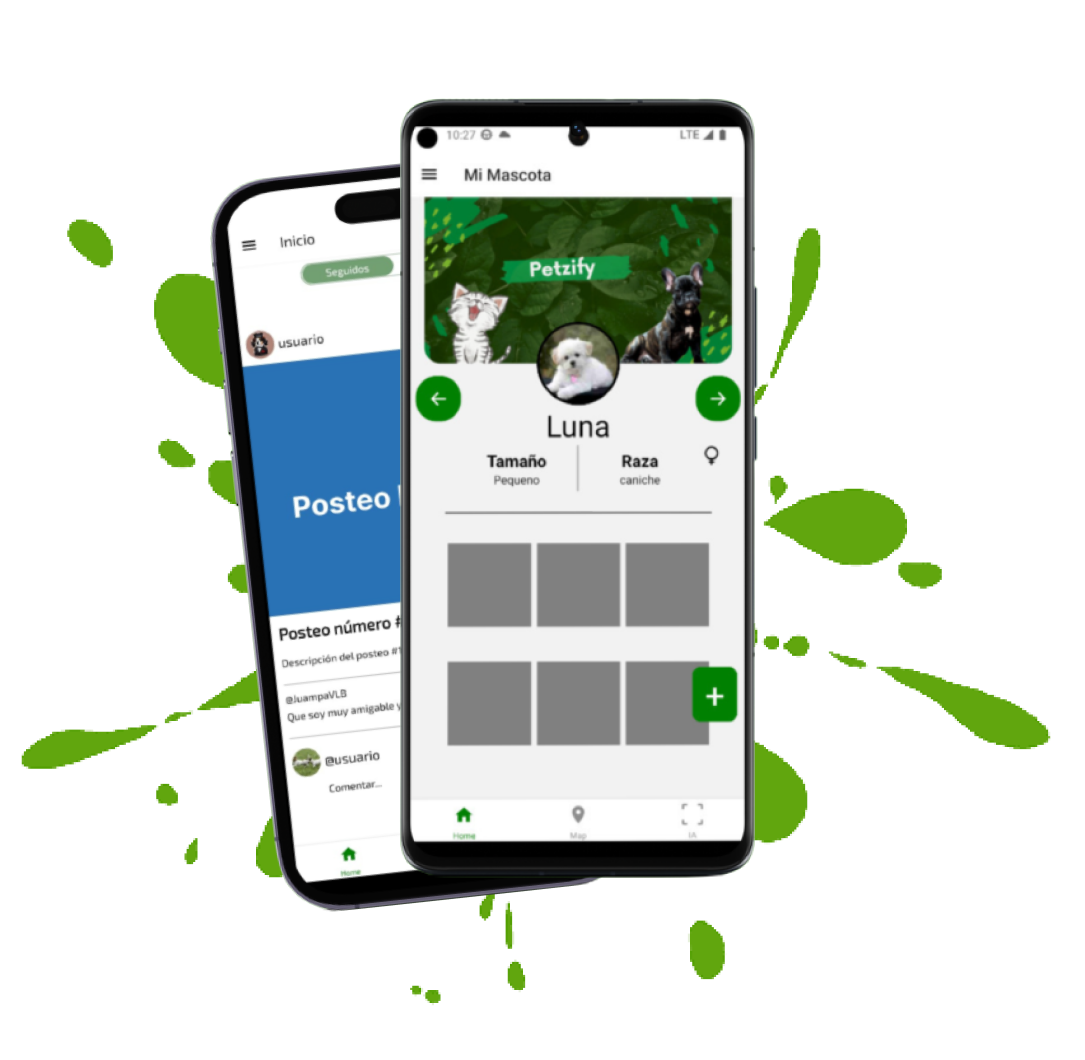 Inicio
Seguidos
usuario
Posteo
Posteo número #
Descripción del posteo #1
@JuampaVLB
Que soy muy amigable y
@usuario
Comentar...
Home
10:27
LTE
Mi Mascota
Petzify
Luna
Tamaño
Pequeno
Raza
caniche
+
Home
Map
IA